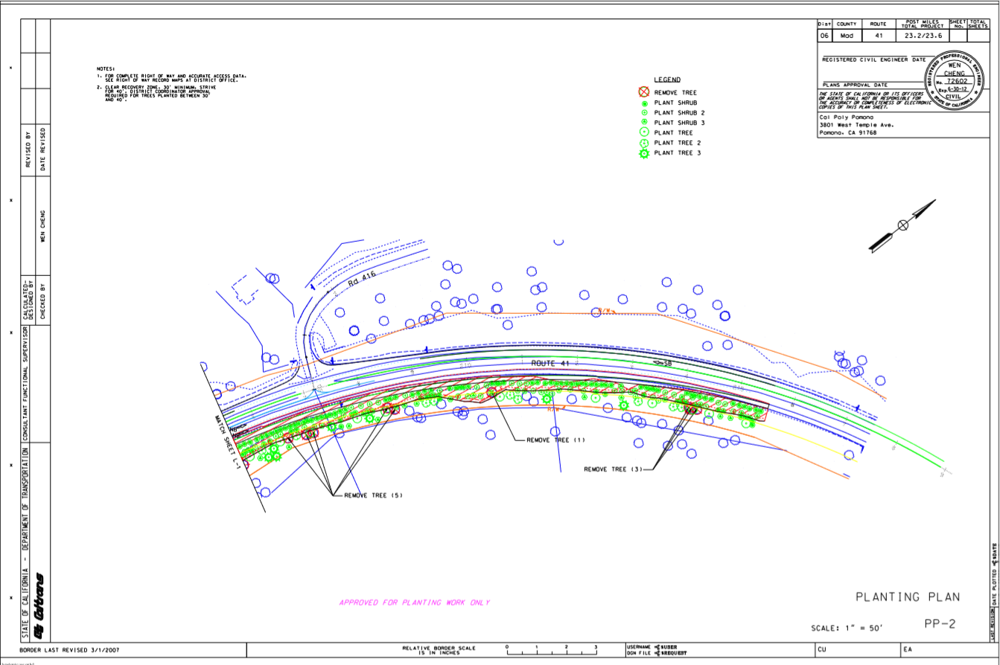 Dist COUNTY ROUTE POST MILES TOTAL PROJECT SHEET No. TOTAL SHEETS
06 Mad 41 23.2/23.6
REGISTERED CIVIL ENGINEER DATE
PLANS APPROVAL DATE
THE STATE OF CALIFORNIA OR ITS OFFICERS
OR AGENTS SHALL NOT BE RESPONSIBLE FOR
THE ACCURACY OR COMPLETENESS OF ELECTRONIC
COPIES OF THIS PLAN SHEET.
REGISTERED PROFESSIONAL ENGINEER
WEN
CHENG
No. 72602
Exp. 6-30-12
CIVIL
STATE OF CALIFORNIA
Cal Poly Pomona
3801 West Temple Ave.
Pomona, CA 91768
NOTES:
1. FOR COMPLETE RIGHT OF WAY AND ACCURATE ACCESS DATA,
SEE RIGHT OF WAY RECORD MAPS AT DISTRICT OFFICE.
2. CLEAR RECOVERY ZONE, 30' MINIMUM, STRIVE
FOR 40'. DISTRICT COORDINATOR APPROVAL
REQUIRED FOR TREES PLANTED BETWEEN 30'
AND 40'.
LEGEND
REMOVE TREE
PLANT SHRUB
PLANT SHRUB 2
PLANT SHRUB 3
PLANT TREE
PLANT TREE 2
PLANT TREE 3
REVISED BY
DATE REVISED
WEN CHENG
CALCULATED-
DESIGNED BY
CHECKED BY
CONSULTANT FUNCTIONAL SUPERVISOR
STATE OF CALIFORNIA - DEPARTMENT OF TRANSPORTATION
Caltrans
Rd 416
R/W
ROUTE 41
SB
NB
R/W
MATCH SHEET L-1
REMOVE TREE (1)
REMOVE TREE (3)
REMOVE TREE (5)
APPROVED FOR PLANTING WORK ONLY
PLANTING PLAN
SCALE: 1" = 50'
PP-2
LAST REVISION
DATE PLOTTED => $DATE
BORDER LAST REVISED 3/1/2007
RELATIVE BORDER SCALE
IS IN INCHES
0 1 2 3
USERNAME => $USER
DGN FILE => $REQUEST
CU
EA